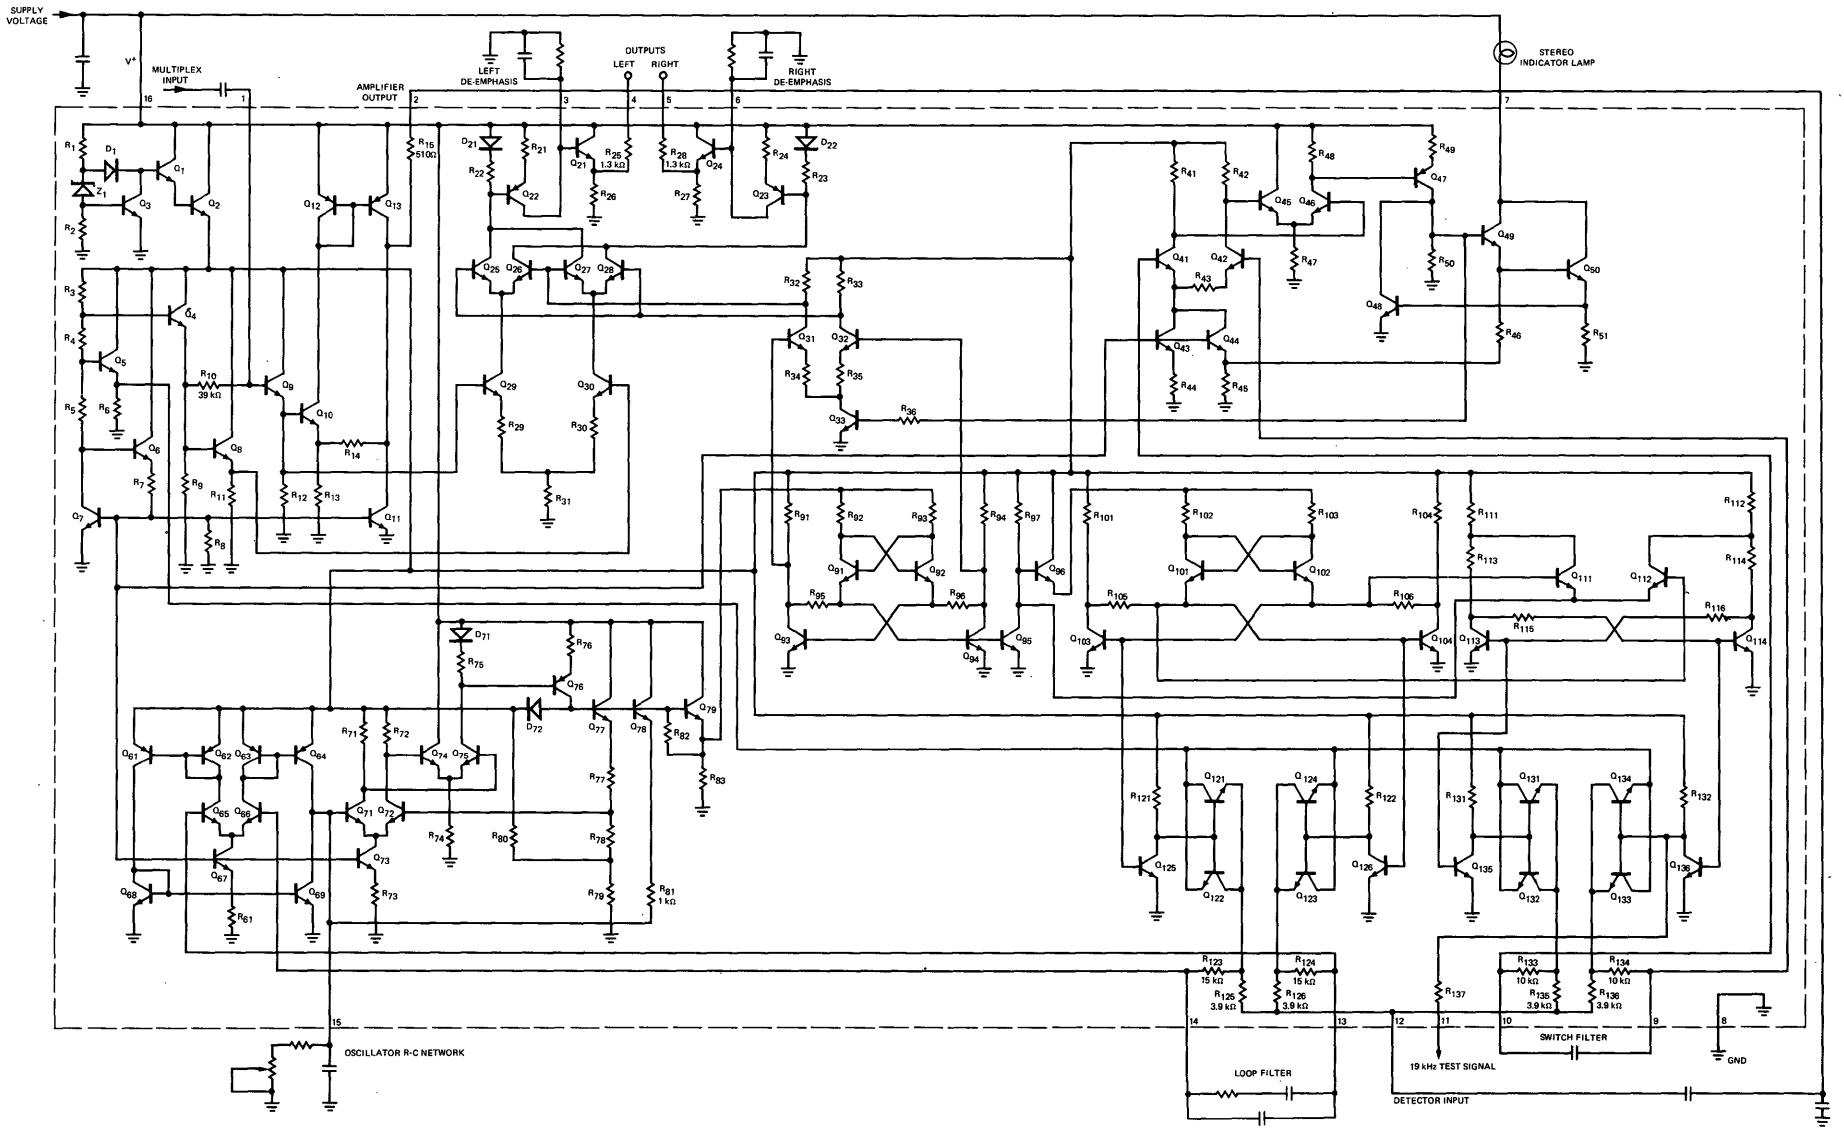 SUPPLY
VOLTAGE
V+
MULTIPLEX
INPUT
16
1
AMPLIFIER
OUTPUT
2
LEFT
DE-EMPHASIS
3
OUTPUTS
LEFT
RIGHT
4
5
6
RIGHT
DE-EMPHASIS
STEREO
INDICATOR LAMP
7
R1
D1
Q1
Z1
Q3
Q2
R2
Q12
Q13
R15
510Ω
D21
R21
R22
Q22
Q21
R25
1.3 kΩ
R26
R28
1.3 kΩ
Q24
R27
R24
D22
R23
Q23
R41
R42
Q45
Q46
R48
R49
Q47
R47
R50
Q49
Q50
Q48
R46
R51
R3
Q4
R4
Q5
R10
39 kΩ
Q9
Q10
R5
R6
Q6
Q8
R14
R7
R9
R11
R12
R13
Q7
R8
Q11
Q25
Q26
Q27
Q28
Q29
Q30
R29
R30
R31
R32
R33
Q31
Q32
R34
R35
Q33
R36
Q41
Q42
R43
Q43
Q44
R44
R45
R91
R92
R93
R94
R97
R101
R102
R103
R104
R111
R112
R113
R114
Q91
Q92
Q96
Q101
Q102
Q111
Q112
R95
R96
R105
R106
R115
R116
Q93
Q94
Q95
Q103
Q104
Q113
Q114
D71
R75
R76
Q76
D72
Q77
Q78
R82
Q79
R83
Q61
Q62
Q63
Q64
R71
R72
Q74
Q75
R77
Q65
Q66
Q71
Q72
R74
R80
R78
Q67
Q73
Q68
Q69
R61
R73
R79
R81
1 kΩ
Q121
Q124
R121
R122
Q125
Q126
Q122
Q123
Q131
Q134
R131
R132
Q135
Q136
Q132
Q133
R123
15 kΩ
R124
15 kΩ
R125
3.9 kΩ
R126
3.9 kΩ
R137
R133
10 kΩ
R134
10 kΩ
R135
3.9 kΩ
R136
3.9 kΩ
15
14
13
12
11
10
9
8
OSCILLATOR R-C NETWORK
SWITCH FILTER
GND
19 kHz TEST SIGNAL
LOOP FILTER
DETECTOR INPUT